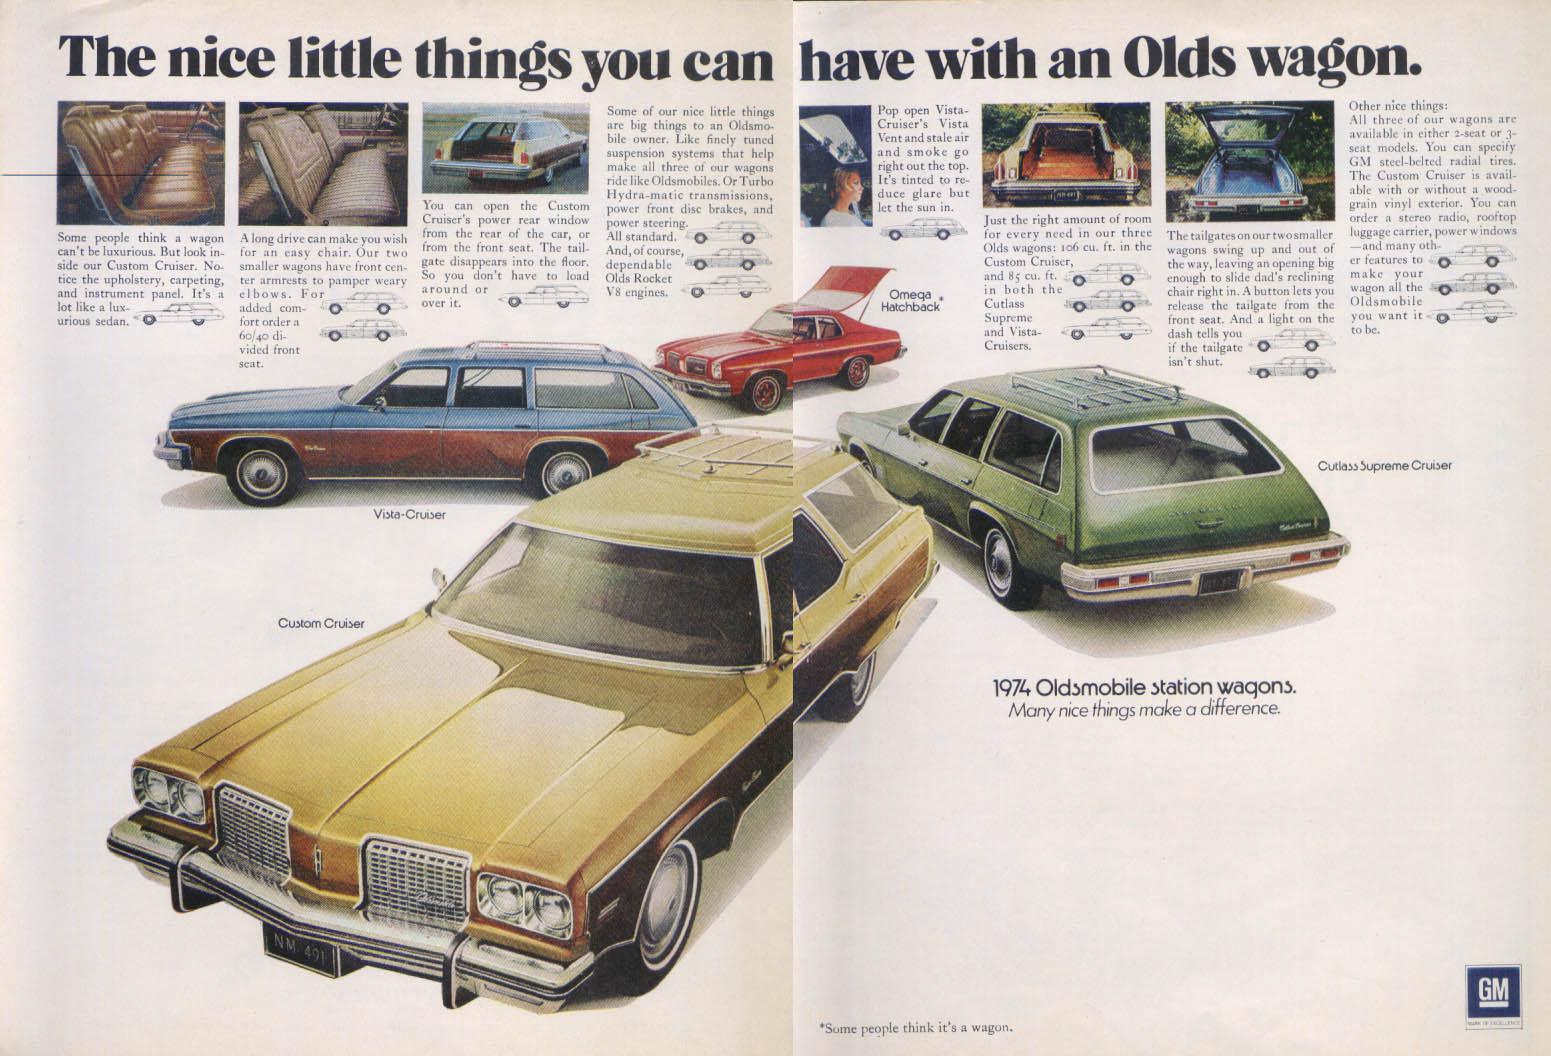 The nice little things you can have with an Olds wagon.
Some people think a wagon
can't be luxurious. But look in-
side our Custom Cruiser. No-
tice the upholstery, carpeting,
and instrument panel. It's a
lot like a lux-
urious sedan.
A long drive can make you wish
for an easy chair. Our two
smaller wagons have front cen-
ter armrests to pamper weary
elbows. For
added com-
fort order a
60/40 di-
vided front
seat.
You can open the Custom
Cruiser's power rear window
from the rear of the car, or
from the front seat. The tail-
gate disappears into the floor.
So you don't have to load
around or
over it.
Some of our nice little things
are big things to an Oldsmo-
bile owner. Like finely tuned
suspension systems that help
make all three of our wagons
ride like Oldsmobiles. Or Turbo
Hydra-matic transmissions,
power front disc brakes, and
power steering.
All standard.
And, of course,
dependable
Olds Rocket
V8 engines.
Pop open Vista-
Cruiser's Vista
Vent and stale air
and smoke go
right out the top.
It's tinted to re-
duce glare but
let the sun in.
Just the right amount of room
for every need in our three
Olds wagons: 106 cu. ft. in the
Custom Cruiser,
and 85 cu. ft.
in both the
Cutlass
Supreme
and Vista-
Cruisers.
The tailgates on our two smaller
wagons swing up and out of
the way, leaving an opening big
enough to slide dad's reclining
chair right in. A button lets you
release the tailgate from the
front seat. And a light on the
dash tells you
if the tailgate
isn't shut.
Other nice things:
All three of our wagons are
available in either 2-seat or 3-
seat models. You can specify
GM steel-belted radial tires.
The Custom Cruiser is avail-
able with or without a wood-
grain vinyl exterior. You can
order a stereo radio, rooftop
luggage carrier, power windows
—and many oth-
er features to
make your
wagon all the
Oldsmobile
you want it
to be.
Omega
Hatchback*
Vista-Cruiser
Cutlass Supreme Cruiser
Custom Cruiser
1974 Oldsmobile station wagons.
Many nice things make a difference.
NM 491
GM
MARK OF EXCELLENCE
*Some people think it's a wagon.